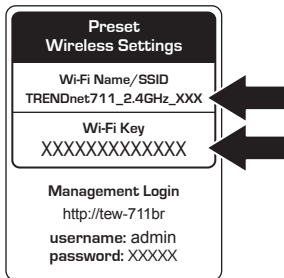 Preset
Wireless Settings
Wi-Fi Name/SSID
TRENDnet711_2.4GHz_XXX
Wi-Fi Key
XXXXXXXXXXXXX
Management Login
http://tew-711br
username: admin
password: XXXXX